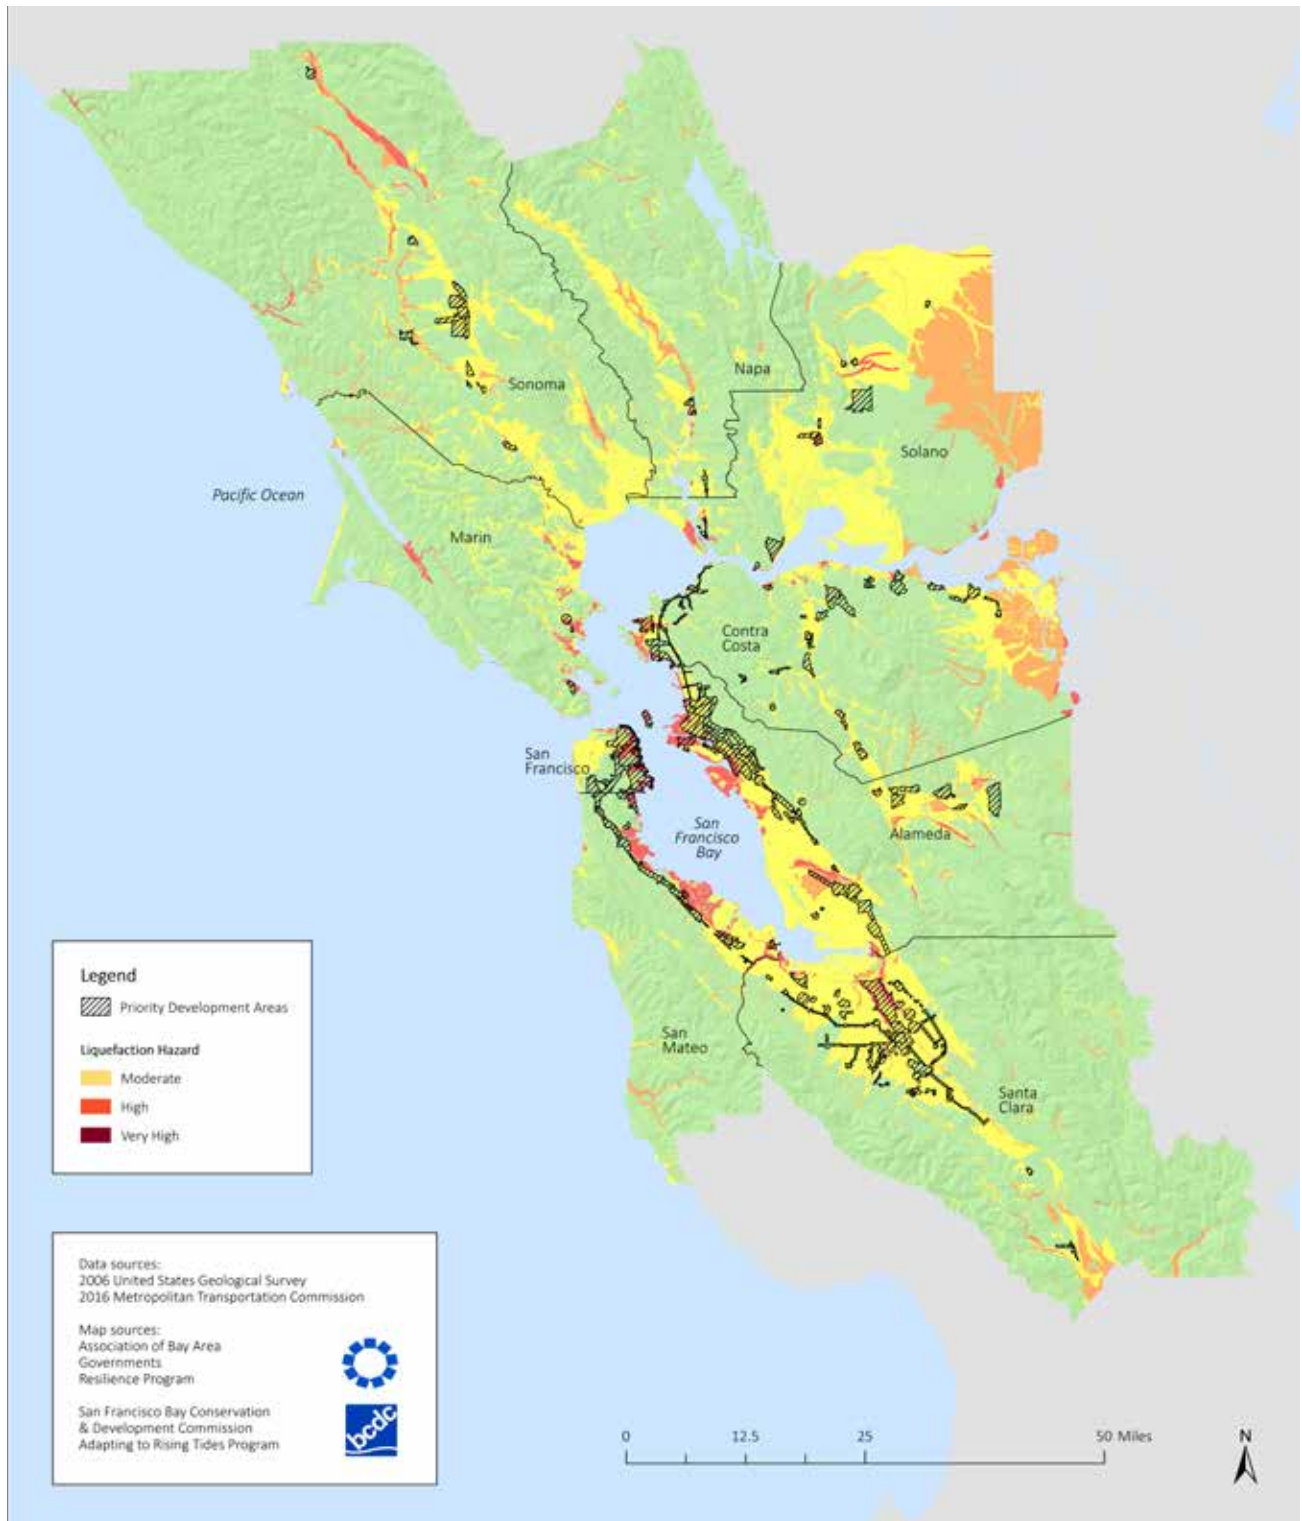 Napa
Sonoma
Solano
Pacific Ocean
Marin
Contra
Costa
San
Francisco
San
Francisco
Bay
Alameda
San
Mateo
Santa
Clara
Legend
Priority Development Areas
Liquefaction Hazard
Moderate
High
Very High
Data sources:
2006 United States Geological Survey
2016 Metropolitan Transportation Commission
Map sources:
Association of Bay Area
Governments
Resilience Program
San Francisco Bay Conservation
& Development Commission
Adapting to Rising Tides Program
bcdc
0 12.5 25 50 Miles
N